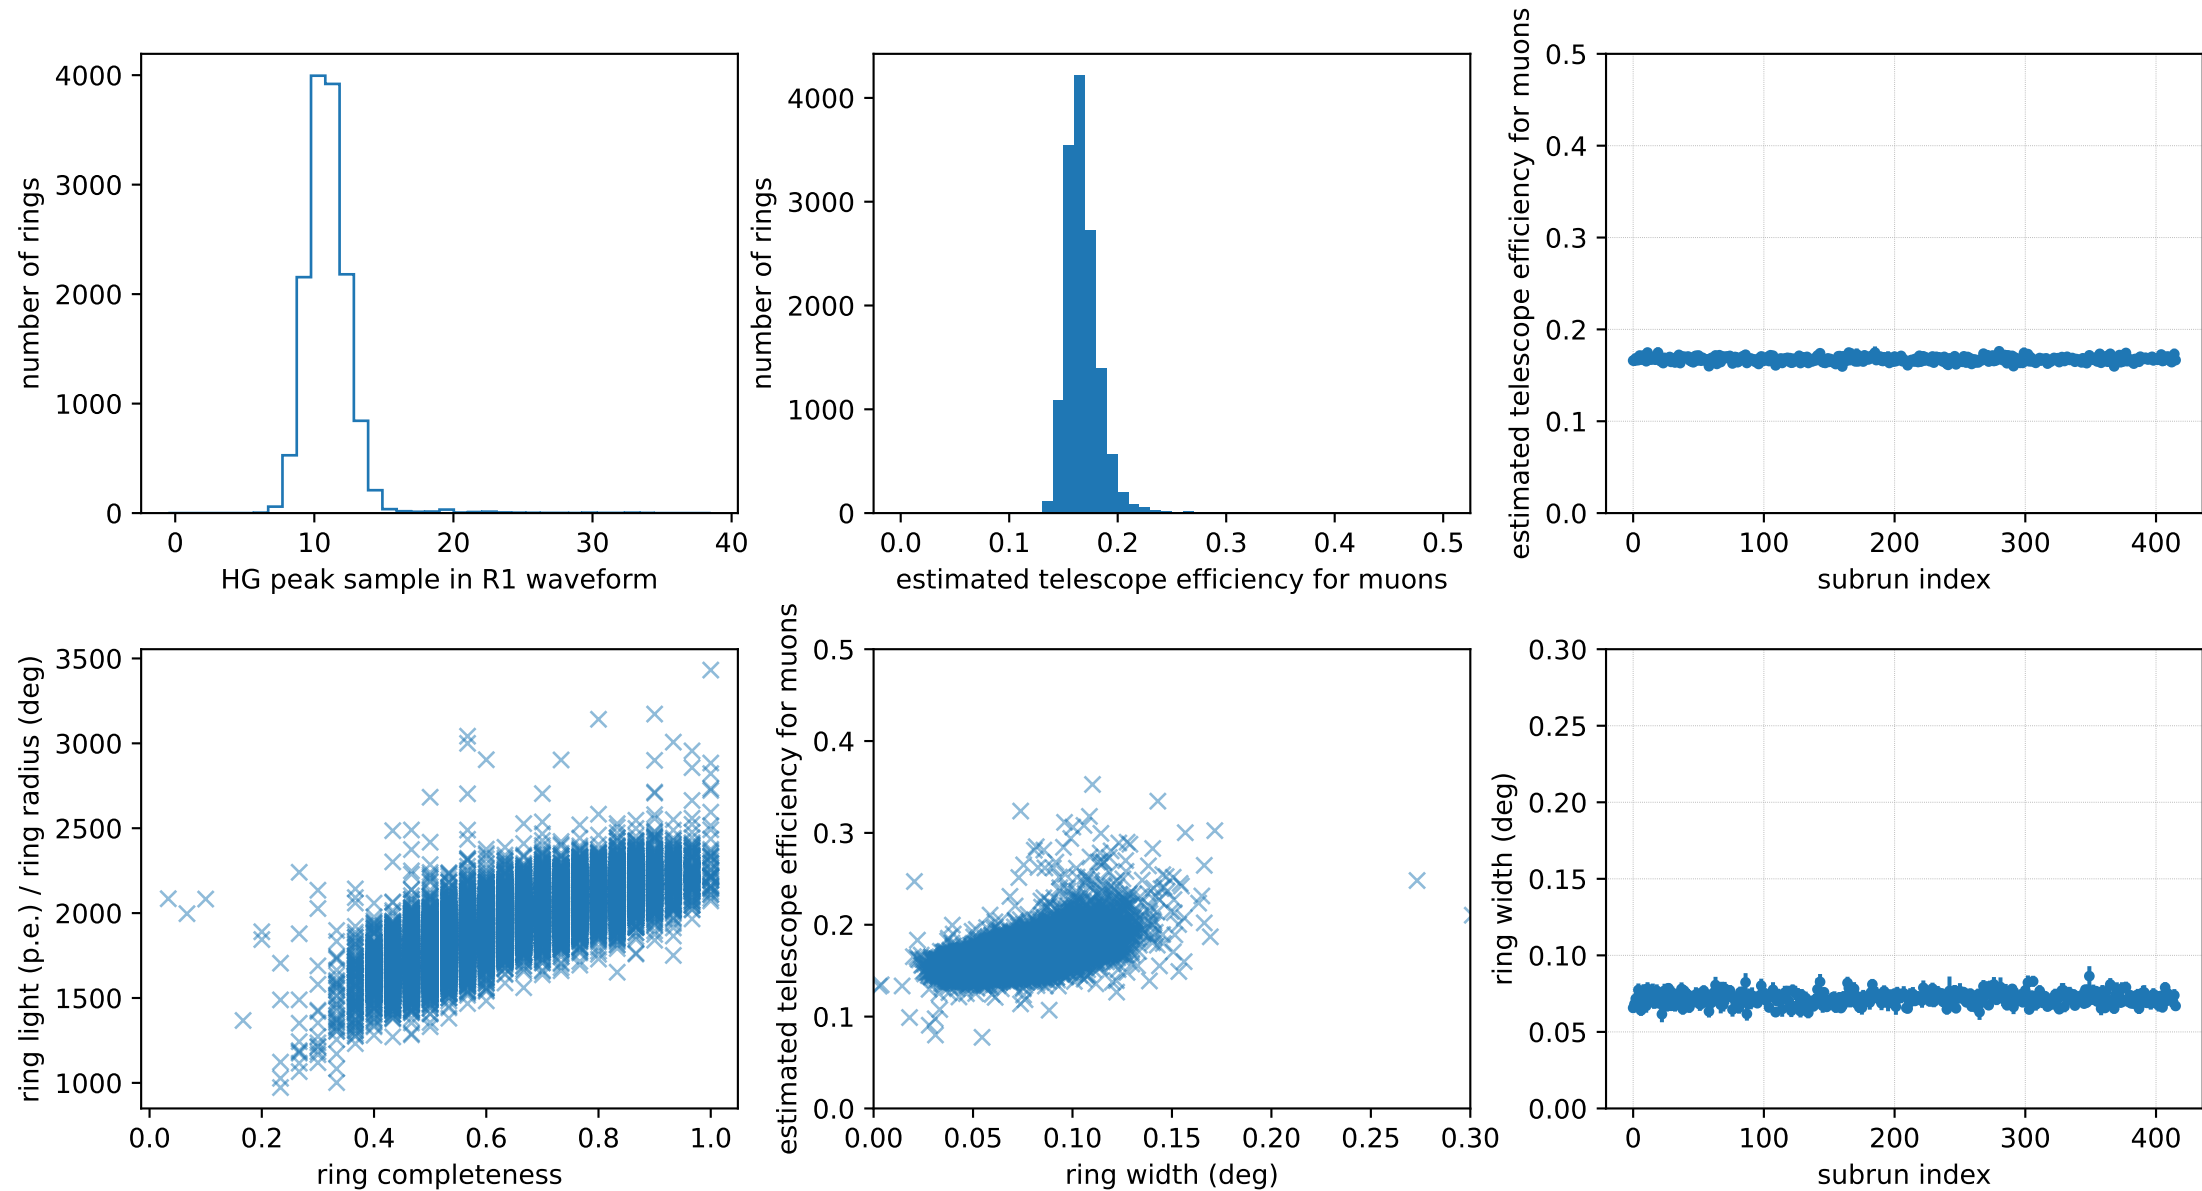 number of rings
4000
3000
2000
1000
0
0 10 20 30 40
HG peak sample in R1 waveform
number of rings
4000
3000
2000
1000
0
0.0 0.1 0.2 0.3 0.4 0.5
estimated telescope efficiency for muons
estimated telescope efficiency for muons
0.5
0.4
0.3
0.2
0.1
0.0
0 100 200 300 400
subrun index
ring light (p.e.) / ring radius (deg)
3500
3000
2500
2000
1500
1000
0.0 0.2 0.4 0.6 0.8 1.0
ring completeness
estimated telescope efficiency for muons
0.5
0.4
0.3
0.2
0.1
0.0
0.00 0.05 0.10 0.15 0.20 0.25 0.30
ring width (deg)
ring width (deg)
0.30
0.25
0.20
0.15
0.10
0.05
0.00
0 100 200 300 400
subrun index